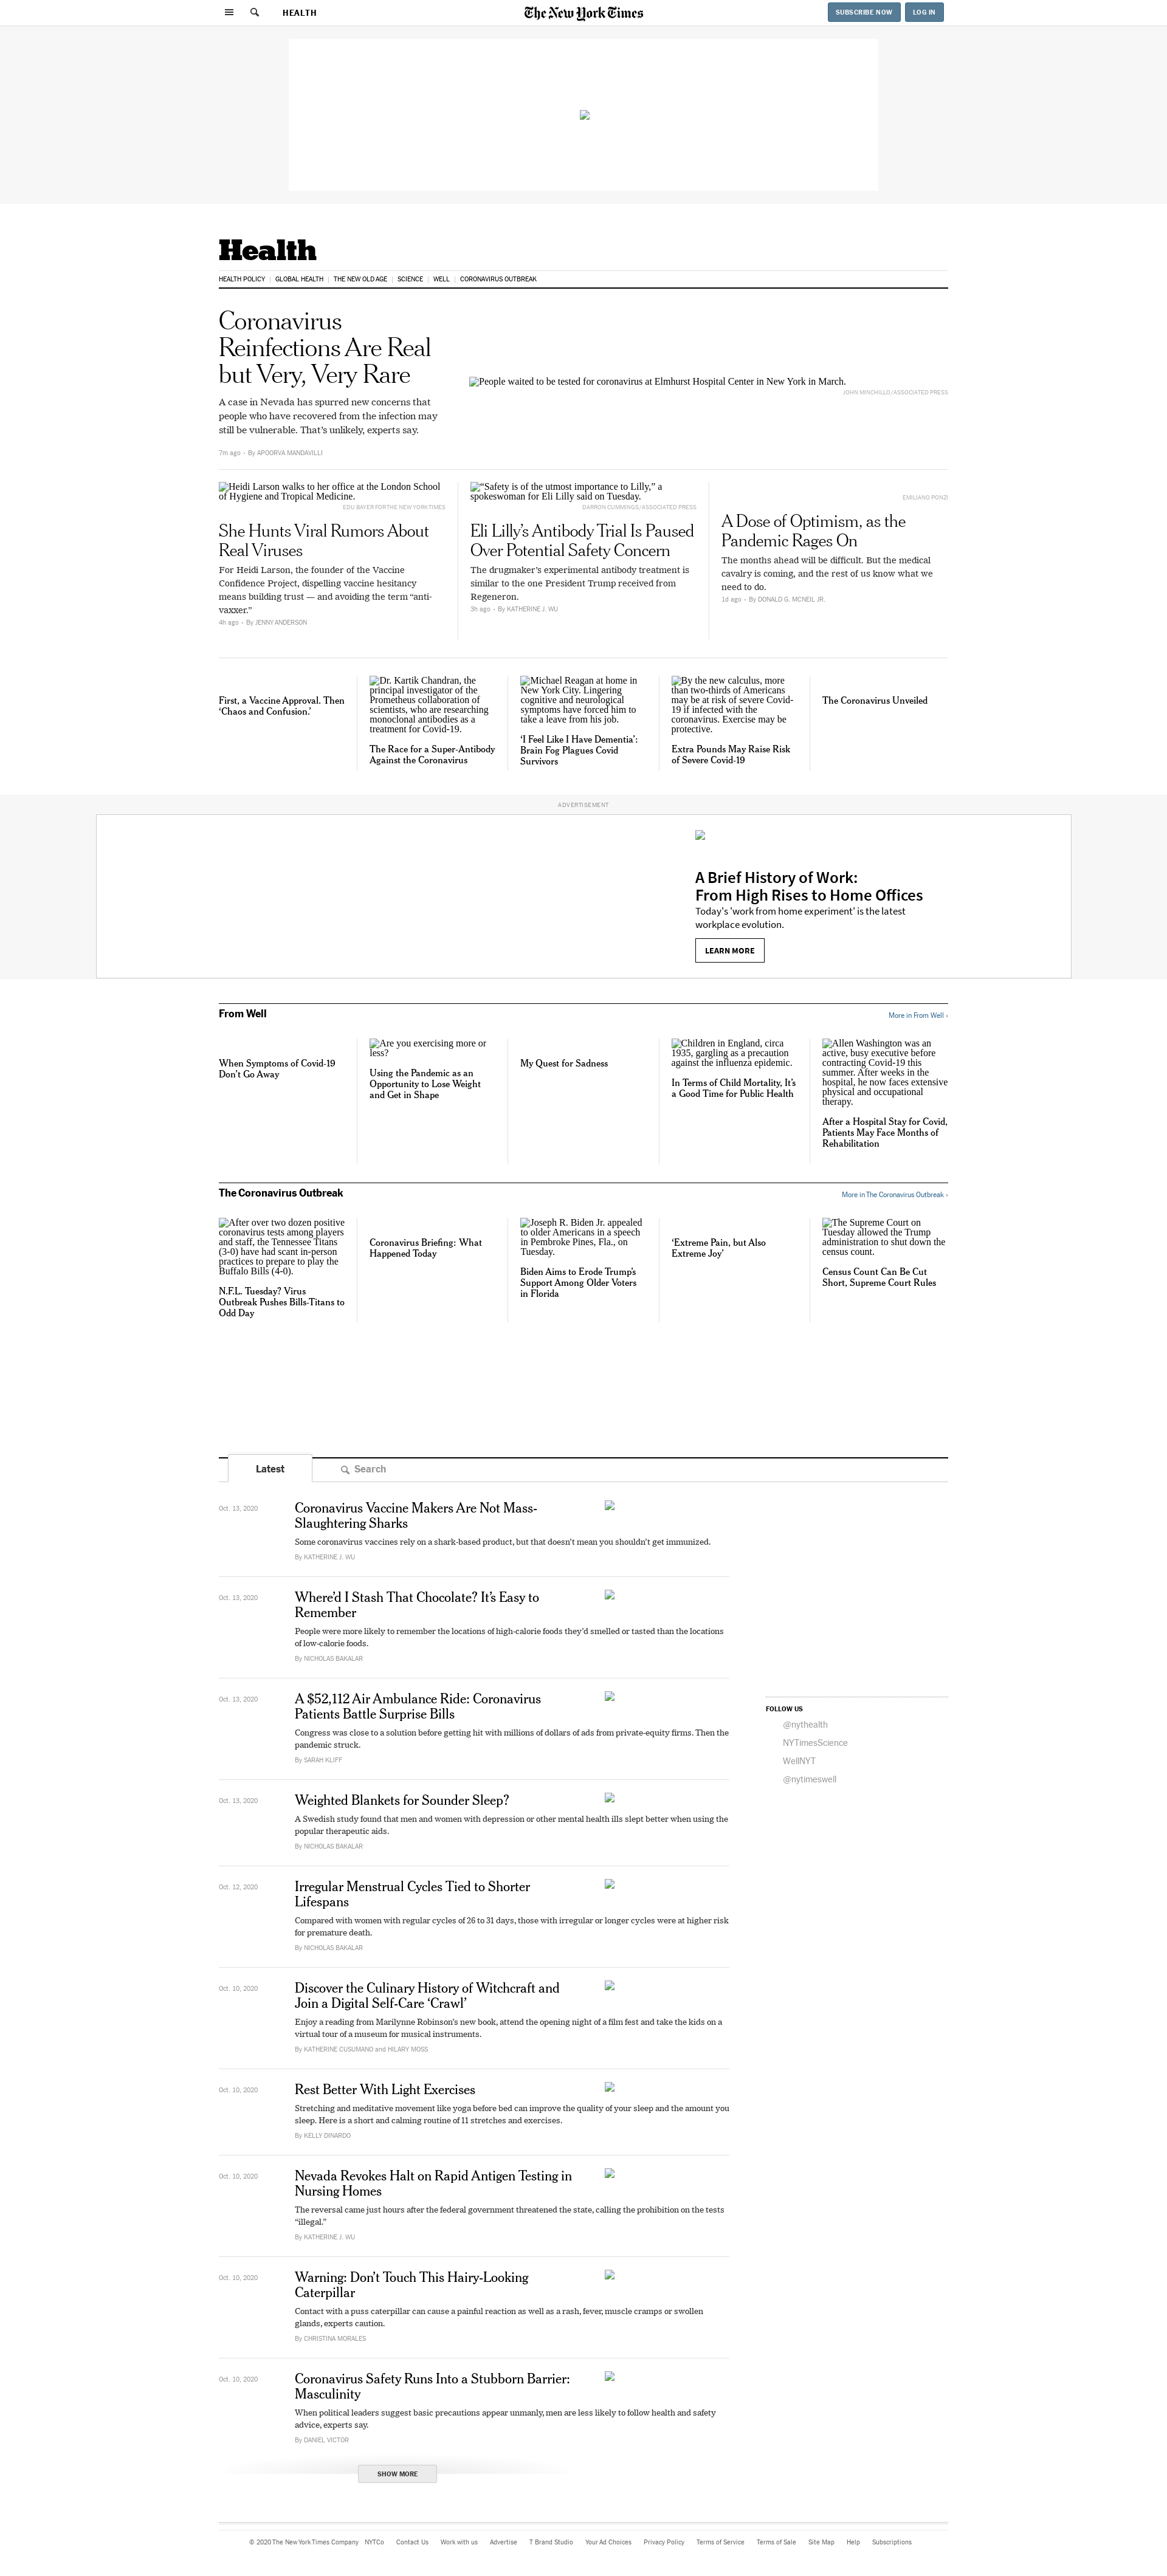 HEALTH
The New York Times
SUBSCRIBE NOW
LOG IN
Health
HEALTH POLICY
GLOBAL HEALTH
THE NEW OLD AGE
SCIENCE
WELL
CORONAVIRUS OUTBREAK
Coronavirus
Reinfections Are Real
but Very, Very Rare
A case in Nevada has spurred new concerns that
people who have recovered from the infection may
still be vulnerable. That’s unlikely, experts say.
7m ago • By APOORVA MANDAVILLI
People waited to be tested for coronavirus at Elmhurst Hospital Center in New York in March.
JOHN MINCHILLO/ASSOCIATED PRESS
Heidi Larson walks to her office at the London School
of Hygiene and Tropical Medicine.
EDU BAYER FOR THE NEW YORK TIMES
She Hunts Viral Rumors About
Real Viruses
For Heidi Larson, the founder of the Vaccine
Confidence Project, dispelling vaccine hesitancy
means building trust — and avoiding the term “anti-
vaxxer.”
4h ago • By JENNY ANDERSON
“Safety is of the utmost importance to Lilly,” a
spokeswoman for Eli Lilly said on Tuesday.
DARRON CUMMINGS/ASSOCIATED PRESS
Eli Lilly’s Antibody Trial Is Paused
Over Potential Safety Concern
The drugmaker’s experimental antibody treatment is
similar to the one President Trump received from
Regeneron.
3h ago • By KATHERINE J. WU
EMILIANO PONZI
A Dose of Optimism, as the
Pandemic Rages On
The months ahead will be difficult. But the medical
cavalry is coming, and the rest of us know what we
need to do.
1d ago • By DONALD G. MCNEIL JR.
First, a Vaccine Approval. Then
‘Chaos and Confusion.’
Dr. Kartik Chandran, the
principal investigator of the
Prometheus collaboration of
scientists, who are researching
monoclonal antibodies as a
treatment for Covid-19.
The Race for a Super-Antibody
Against the Coronavirus
Michael Reagan at home in
New York City. Lingering
cognitive and neurological
symptoms have forced him to
take a leave from his job.
‘I Feel Like I Have Dementia’:
Brain Fog Plagues Covid
Survivors
By the new calculus, more
than two-thirds of Americans
may be at risk of severe Covid-
19 if infected with the
coronavirus. Exercise may be
protective.
Extra Pounds May Raise Risk
of Severe Covid-19
The Coronavirus Unveiled
ADVERTISEMENT
A Brief History of Work:
From High Rises to Home Offices
Today's 'work from home experiment' is the latest
workplace evolution.
LEARN MORE
From Well
More in From Well ›
When Symptoms of Covid-19
Don’t Go Away
Are you exercising more or
less?
Using the Pandemic as an
Opportunity to Lose Weight
and Get in Shape
My Quest for Sadness
Children in England, circa
1935, gargling as a precaution
against the influenza epidemic.
In Terms of Child Mortality, It’s
a Good Time for Public Health
Allen Washington was an
active, busy executive before
contracting Covid-19 this
summer. After weeks in the
hospital, he now faces extensive
physical and occupational
therapy.
After a Hospital Stay for Covid,
Patients May Face Months of
Rehabilitation
The Coronavirus Outbreak
More in The Coronavirus Outbreak ›
After over two dozen positive
coronavirus tests among players
and staff, the Tennessee Titans
(3-0) have had scant in-person
practices to prepare to play the
Buffalo Bills (4-0).
N.F.L. Tuesday? Virus
Outbreak Pushes Bills-Titans to
Odd Day
Coronavirus Briefing: What
Happened Today
Joseph R. Biden Jr. appealed
to older Americans in a speech
in Pembroke Pines, Fla., on
Tuesday.
Biden Aims to Erode Trump’s
Support Among Older Voters
in Florida
‘Extreme Pain, but Also
Extreme Joy’
The Supreme Court on
Tuesday allowed the Trump
administration to shut down the
census count.
Census Count Can Be Cut
Short, Supreme Court Rules
Latest
Search
Oct. 13, 2020
Coronavirus Vaccine Makers Are Not Mass-
Slaughtering Sharks
Some coronavirus vaccines rely on a shark-based product, but that doesn’t mean you shouldn’t get immunized.
By KATHERINE J. WU
Oct. 13, 2020
Where’d I Stash That Chocolate? It’s Easy to
Remember
People were more likely to remember the locations of high-calorie foods they’d smelled or tasted than the locations
of low-calorie foods.
By NICHOLAS BAKALAR
Oct. 13, 2020
A $52,112 Air Ambulance Ride: Coronavirus
Patients Battle Surprise Bills
Congress was close to a solution before getting hit with millions of dollars of ads from private-equity firms. Then the
pandemic struck.
By SARAH KLIFF
Oct. 13, 2020
Weighted Blankets for Sounder Sleep?
A Swedish study found that men and women with depression or other mental health ills slept better when using the
popular therapeutic aids.
By NICHOLAS BAKALAR
Oct. 12, 2020
Irregular Menstrual Cycles Tied to Shorter
Lifespans
Compared with women with regular cycles of 26 to 31 days, those with irregular or longer cycles were at higher risk
for premature death.
By NICHOLAS BAKALAR
Oct. 10, 2020
Discover the Culinary History of Witchcraft and
Join a Digital Self-Care ‘Crawl’
Enjoy a reading from Marilynne Robinson’s new book, attend the opening night of a film fest and take the kids on a
virtual tour of a museum for musical instruments.
By KATHERINE CUSUMANO and HILARY MOSS
Oct. 10, 2020
Rest Better With Light Exercises
Stretching and meditative movement like yoga before bed can improve the quality of your sleep and the amount you
sleep. Here is a short and calming routine of 11 stretches and exercises.
By KELLY DINARDO
Oct. 10, 2020
Nevada Revokes Halt on Rapid Antigen Testing in
Nursing Homes
The reversal came just hours after the federal government threatened the state, calling the prohibition on the tests
“illegal.”
By KATHERINE J. WU
Oct. 10, 2020
Warning: Don’t Touch This Hairy-Looking
Caterpillar
Contact with a puss caterpillar can cause a painful reaction as well as a rash, fever, muscle cramps or swollen
glands, experts caution.
By CHRISTINA MORALES
Oct. 10, 2020
Coronavirus Safety Runs Into a Stubborn Barrier:
Masculinity
When political leaders suggest basic precautions appear unmanly, men are less likely to follow health and safety
advice, experts say.
By DANIEL VICTOR
SHOW MORE
FOLLOW US
@nythealth
NYTimesScience
WellNYT
@nytimeswell
© 2020 The New York Times Company NYTCo Contact Us Work with us Advertise T Brand Studio Your Ad Choices Privacy Policy Terms of Service Terms of Sale Site Map Help Subscriptions